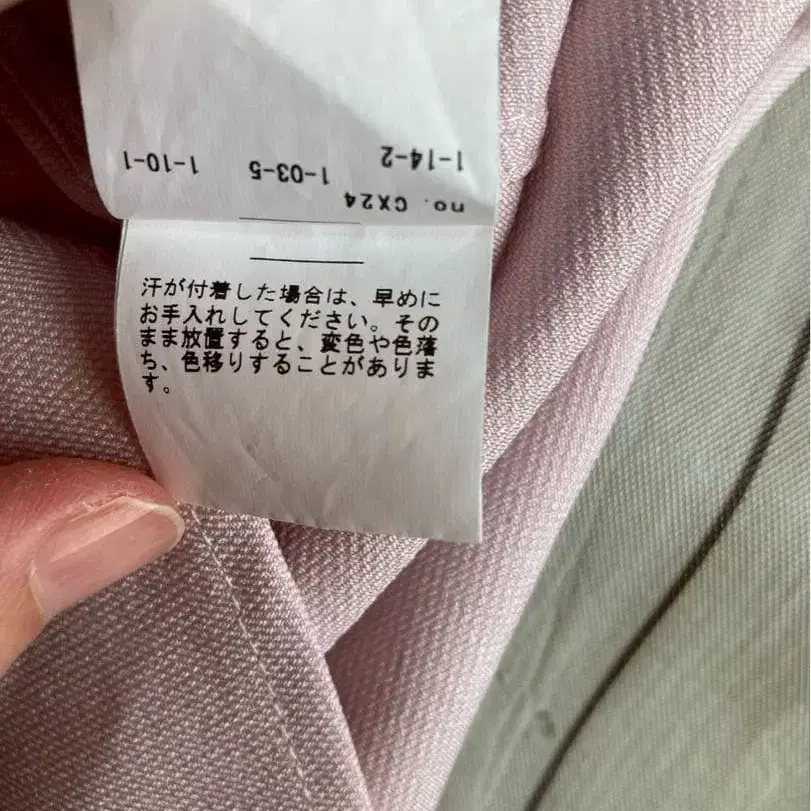 1-10-1 1-03-5 1-14-2
no. CX24
汗が付着した場合は、早めに
お手入れしてください。その
まま放置すると、変色や色落
ち、色移りすることがありま
す。